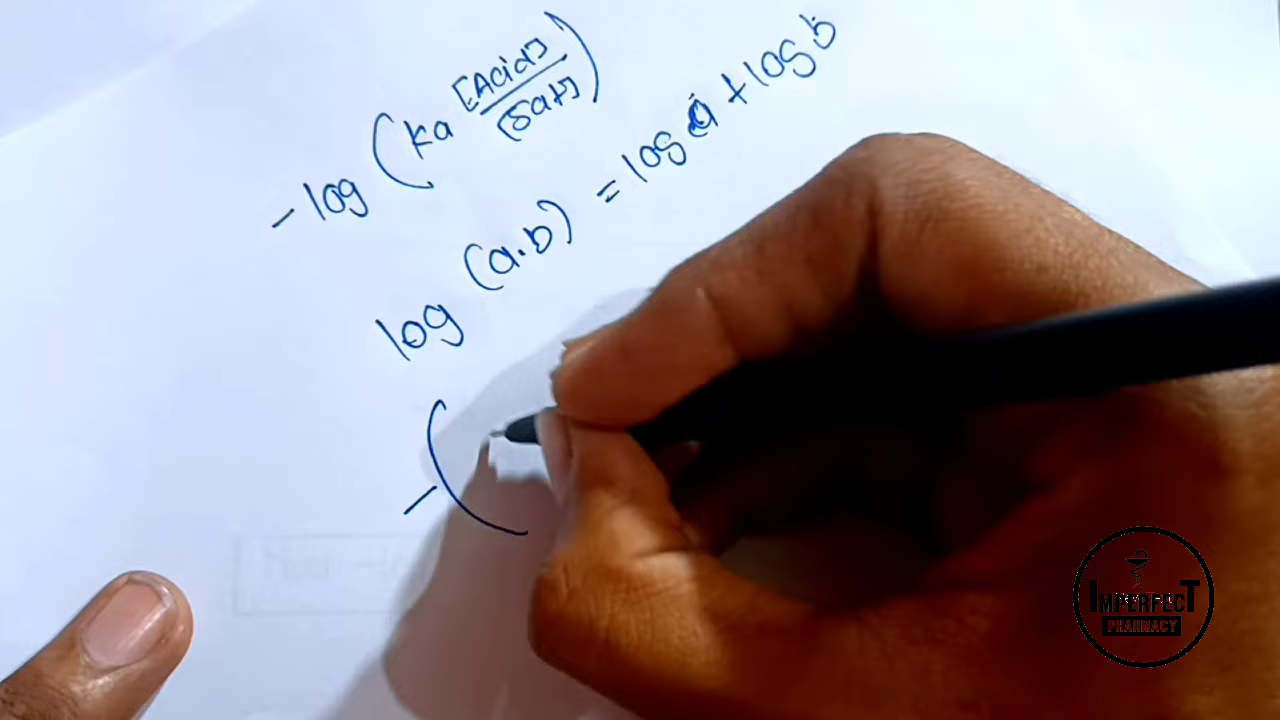 -log (Ka [Acid]/[Salt])
log (a.b) = log a + log b
-(
IMPERFECT
PHARMACY